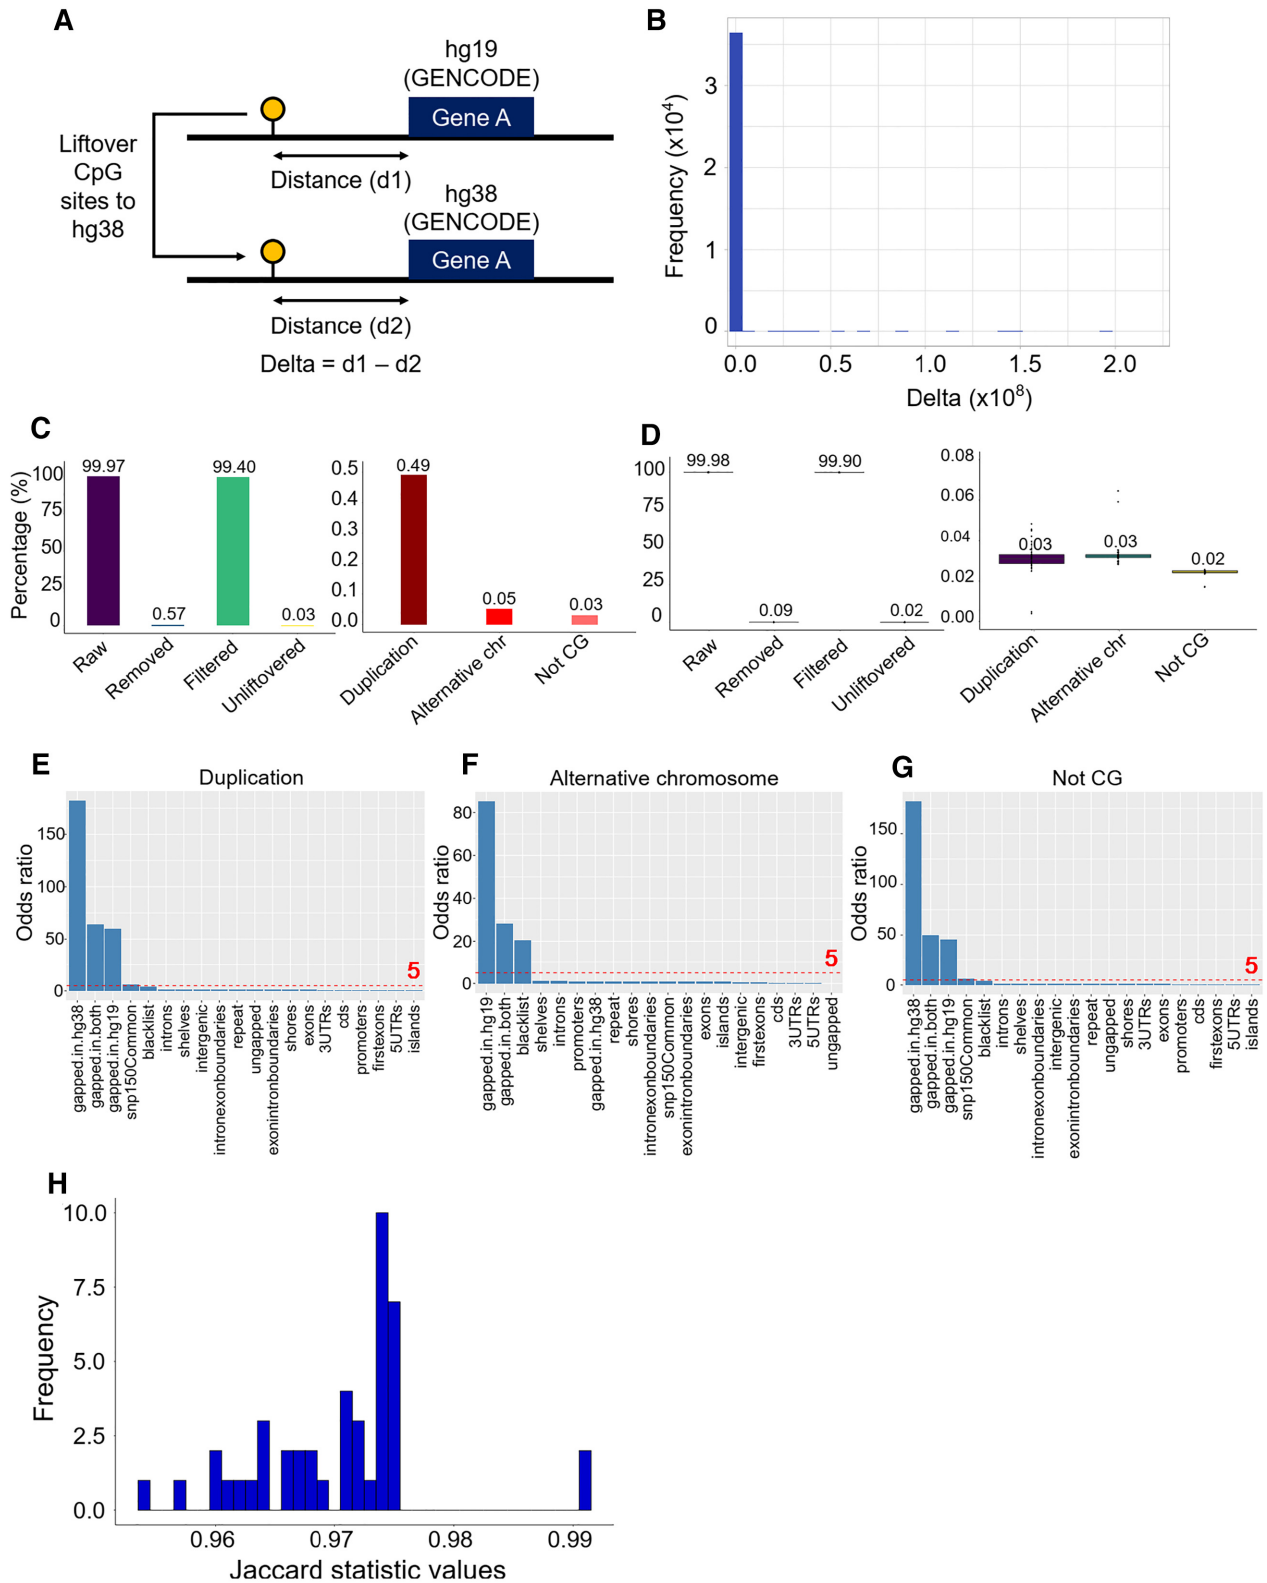 A
hg19
(GENCODE)
Gene A
Liftover
CpG
sites to
hg38
Distance (d1)
hg38
(GENCODE)
Gene A
Distance (d2)
Delta = d1 – d2
B
Frequency (x10⁴)
3
2
1
0
0.0 0.5 1.0 1.5 2.0
Delta (x10⁸)
C
Percentage (%)
100
75
50
25
0
99.97 0.57 99.40 0.03
Raw Removed Filtered Unliftovered
0.5
0.4
0.3
0.2
0.1
0.0
0.49 0.05 0.03
Duplication Alternative chr Not CG
D
100
75
50
25
0
99.98 0.09 99.90 0.02
Raw Removed Filtered Unliftovered
0.08
0.06
0.04
0.02
0.00
0.03 0.03 0.02
Duplication Alternative chr Not CG
E
Duplication
Odds ratio
150
100
50
0
5
gapped.in.hg38
gapped.in.both
gapped.in.hg19
snp150Common
blacklist
introns
shelves
intergenic
intronexonboundaries
repeat
ungapped
exonintronboundaries
shores
exons
3UTRs
cds
promoters
firstexons
5UTRs
islands
F
Alternative chromosome
Odds ratio
80
60
40
20
0
5
gapped.in.hg19
gapped.in.both
blacklist
shelves
introns
promoters
gapped.in.hg38
repeat
shores
intronexonboundaries
snp150Common
exonintronboundaries
exons
islands
intergenic
firstexons
cds
3UTRs
5UTRs
ungapped
G
Not CG
Odds ratio
150
100
50
0
5
gapped.in.hg38
gapped.in.both
gapped.in.hg19
snp150Common
blacklist
introns
shelves
intronexonboundaries
intergenic
exonintronboundaries
repeat
ungapped
shores
3UTRs
exons
promoters
cds
firstexons
5UTRs
islands
H
Frequency
10.0
7.5
5.0
2.5
0.0
0.96 0.97 0.98 0.99
Jaccard statistic values